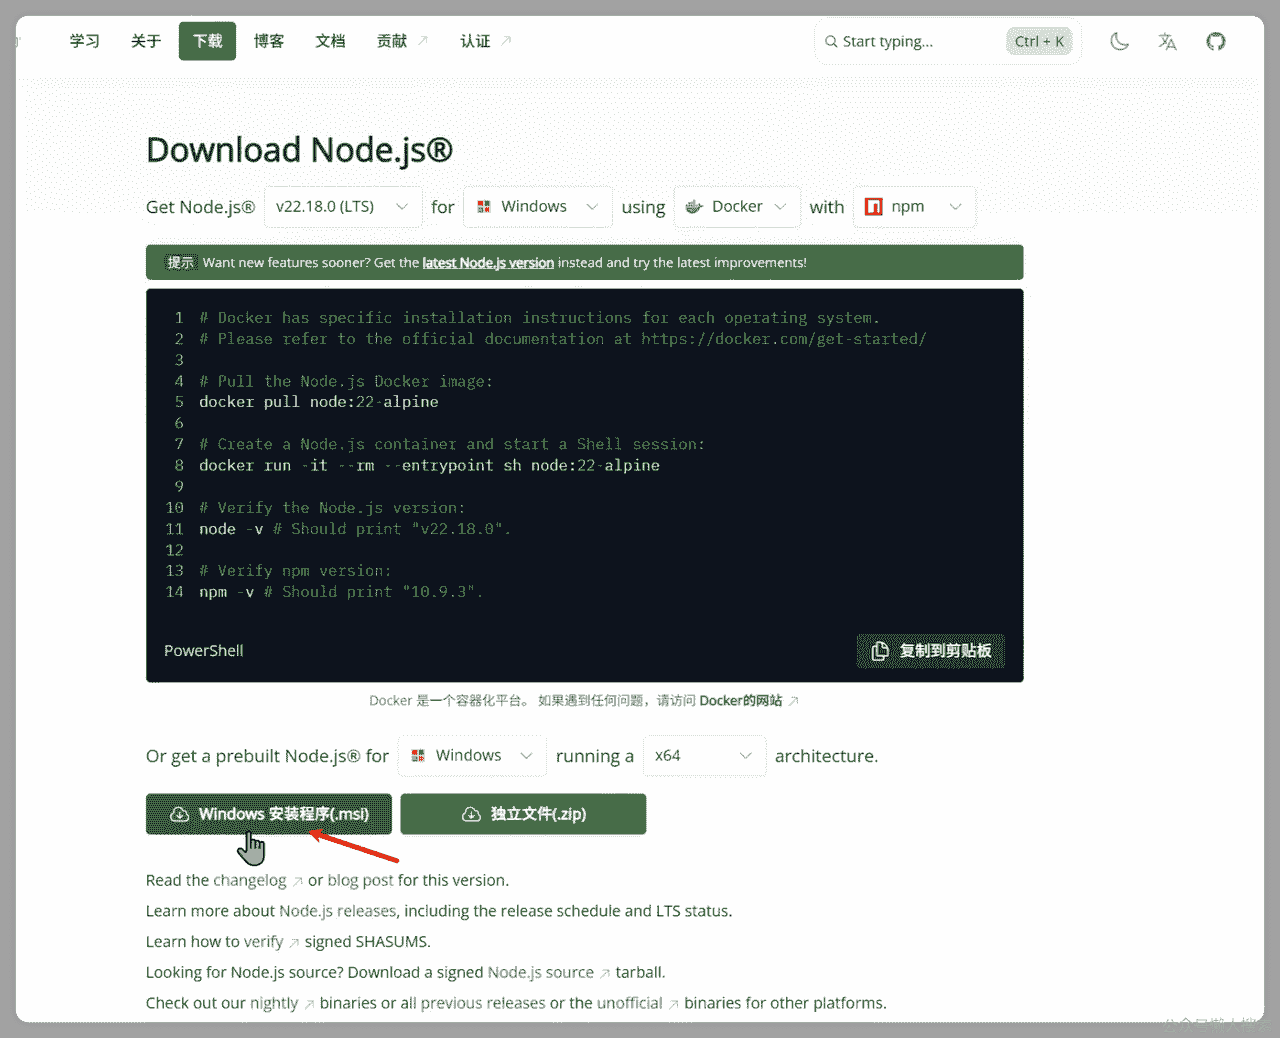 学习 关于 下载 博客 文档 贡献 认证 Start typing... Ctrl + K
Download Node.js®
Get Node.js® v22.18.0 (LTS) for Windows using Docker with npm
提示 Want new features sooner? Get the latest Node.js version instead and try the latest improvements!
1 # Docker has specific installation instructions for each operating system.
2 # Please refer to the official documentation at https://docker.com/get-started/
3
4 # Pull the Node.js Docker image:
5 docker pull node:22-alpine
6
7 # Create a Node.js container and start a Shell session:
8 docker run -it --rm --entrypoint sh node:22-alpine
9
10 # Verify the Node.js version:
11 node -v # Should print "v22.18.0".
12
13 # Verify npm version:
14 npm -v # Should print "10.9.3".
PowerShell 复制到剪贴板
Docker 是一个容器化平台。 如果遇到任何问题，请访问 Docker的网站
Or get a prebuilt Node.js® for Windows running a x64 architecture.
Windows 安装程序(.msi) 独立文件(.zip)
Read the changelog or blog post for this version.
Learn more about Node.js releases, including the release schedule and LTS status.
Learn how to verify signed SHASUMS.
Looking for Node.js source? Download a signed Node.js source tarball.
Check out our nightly binaries or all previous releases or the unofficial binaries for other platforms.